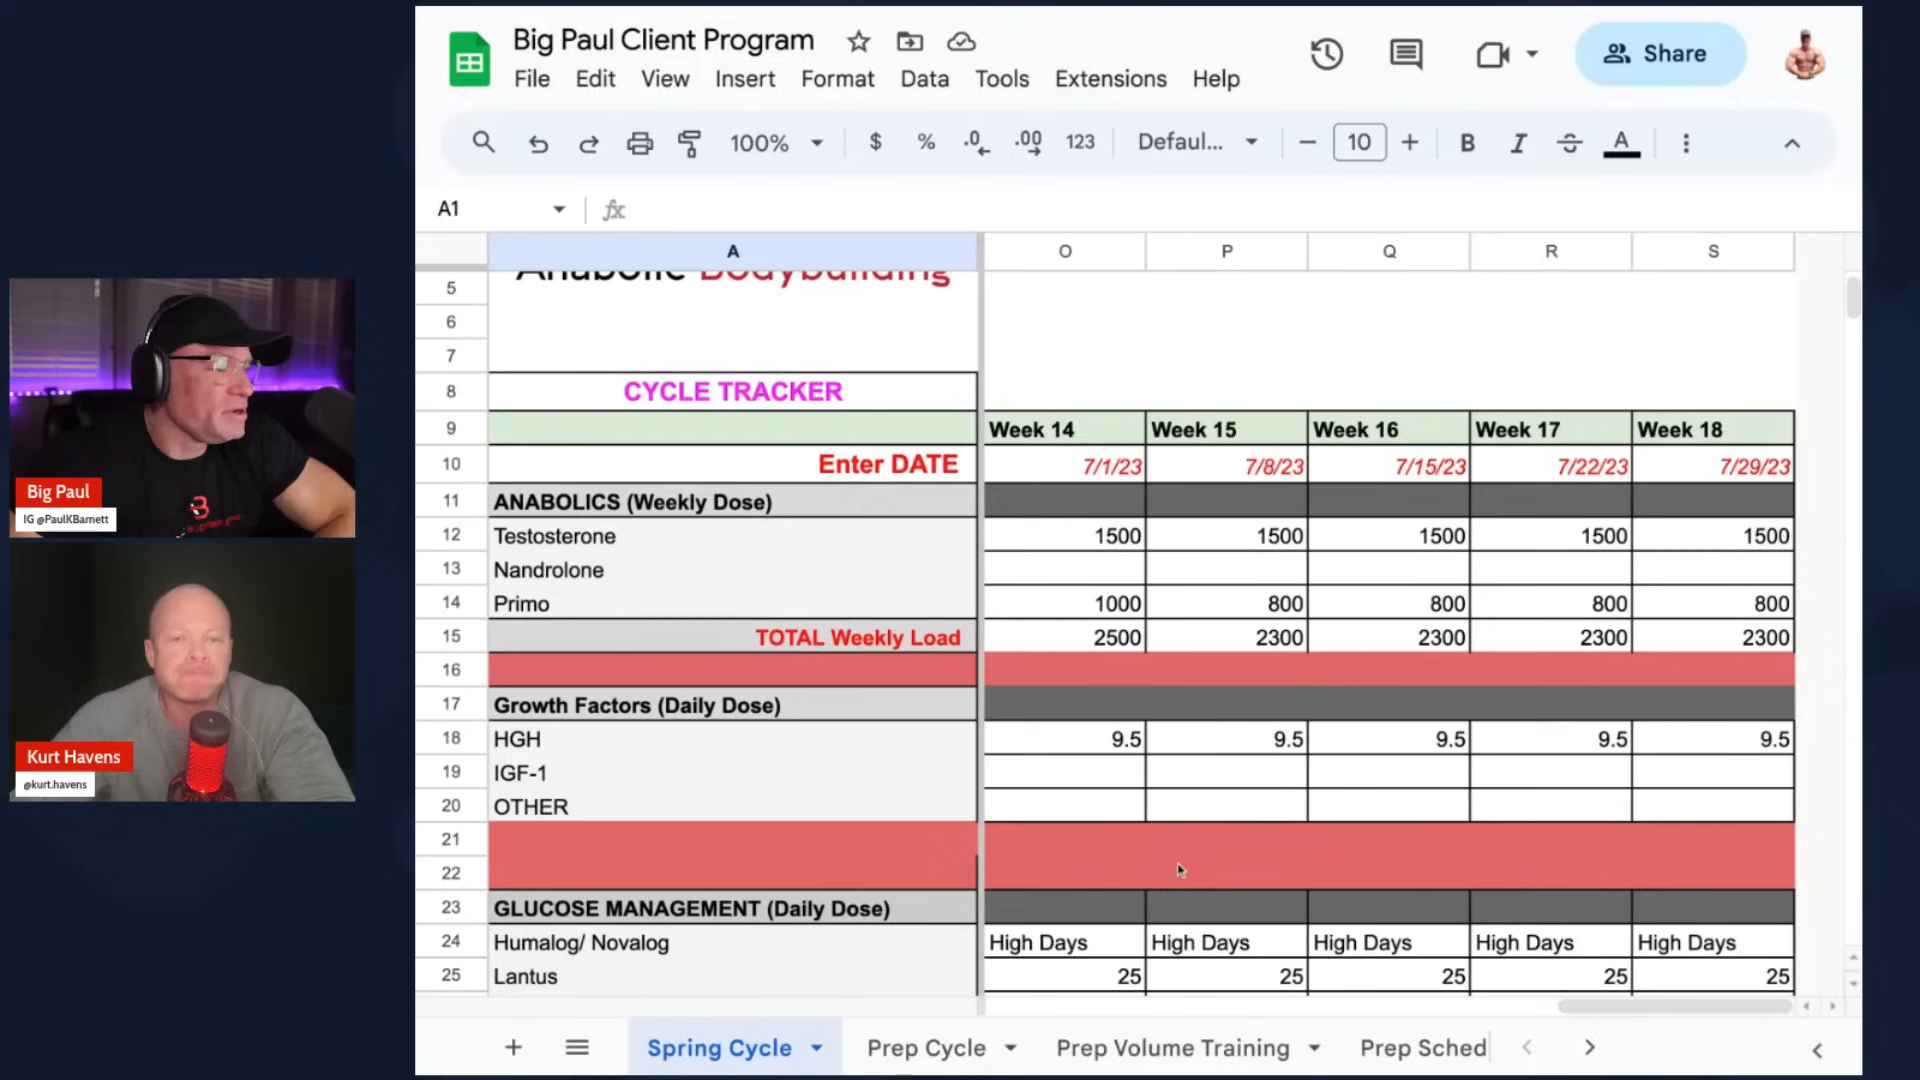 Big Paul Client Program
File Edit View Insert Format Data Tools Extensions Help
Share
100% $ % .0 .00 123 Defaul... 10 B I A
A1 fx
A O P Q R S
5 Anabolic Bodybuilding
6
7
8 CYCLE TRACKER
9 Week 14 Week 15 Week 16 Week 17 Week 18
10 Enter DATE 7/1/23 7/8/23 7/15/23 7/22/23 7/29/23
11 ANABOLICS (Weekly Dose)
12 Testosterone 1500 1500 1500 1500 1500
13 Nandrolone
14 Primo 1000 800 800 800 800
15 TOTAL Weekly Load 2500 2300 2300 2300 2300
16
17 Growth Factors (Daily Dose)
18 HGH 9.5 9.5 9.5 9.5 9.5
19 IGF-1
20 OTHER
21
22
23 GLUCOSE MANAGEMENT (Daily Dose)
24 Humalog/ Novalog High Days High Days High Days High Days High Days
25 Lantus 25 25 25 25 25
Spring Cycle Prep Cycle Prep Volume Training Prep Sched
Big Paul
IG @PaulKBarnett
Kurt Havens
@kurt.havens